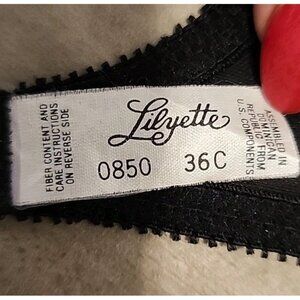 FIBER CONTENT AND
CARE INSTRUCTIONS
ON REVERSE SIDE
Lilyette
0850 36C
ASSEMBLED IN
DOMINICAN
REPUBLIC FROM
U.S. COMPONENTS